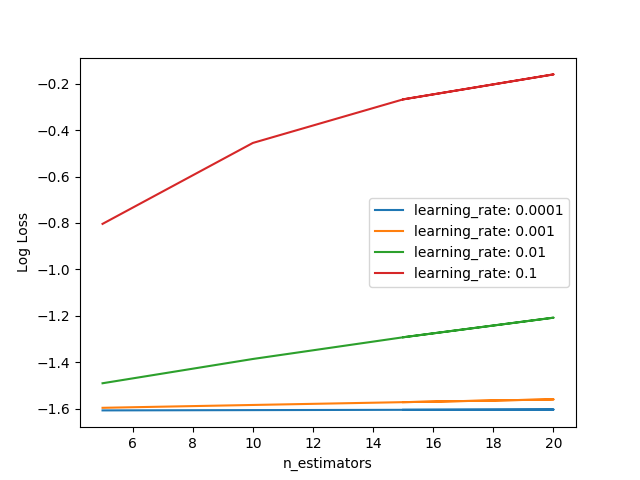 −0.2
−0.4
−0.6
−0.8
−1.0
−1.2
−1.4
−1.6
Log Loss
learning_rate: 0.0001
learning_rate: 0.001
learning_rate: 0.01
learning_rate: 0.1
6 8 10 12 14 16 18 20
n_estimators